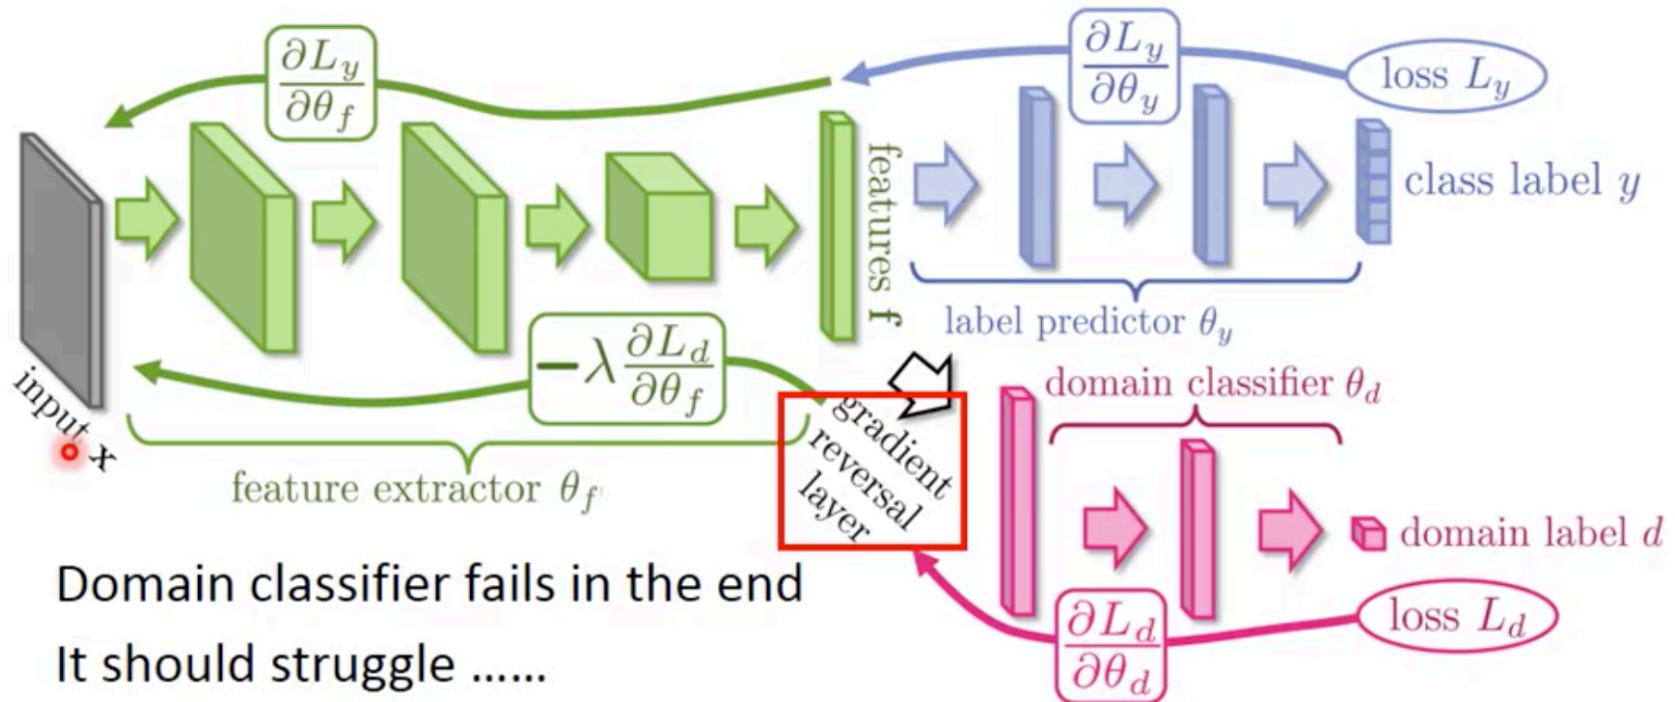 ∂L_y/∂θ_f
∂L_y/∂θ_y
loss L_y
features f
class label y
label predictor θ_y
input x
−λ ∂L_d/∂θ_f
feature extractor θ_f
gradient
reversal
layer
domain classifier θ_d
domain label d
∂L_d/∂θ_d
loss L_d
Domain classifier fails in the end
It should struggle ……